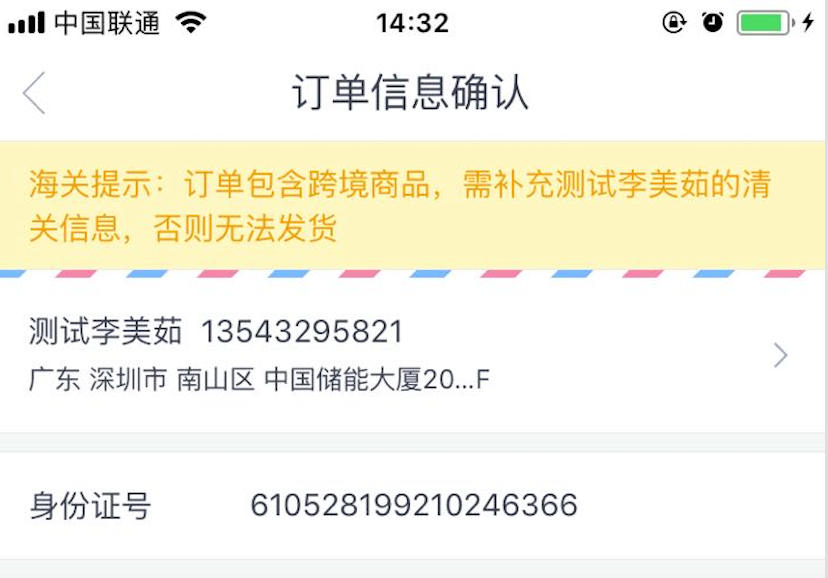 中国联通 14:32
订单信息确认
海关提示：订单包含跨境商品，需补充测试李美茹的清
关信息，否则无法发货
测试李美茹 13543295821
广东 深圳市 南山区 中国储能大厦20...F
身份证号 610528199210246366